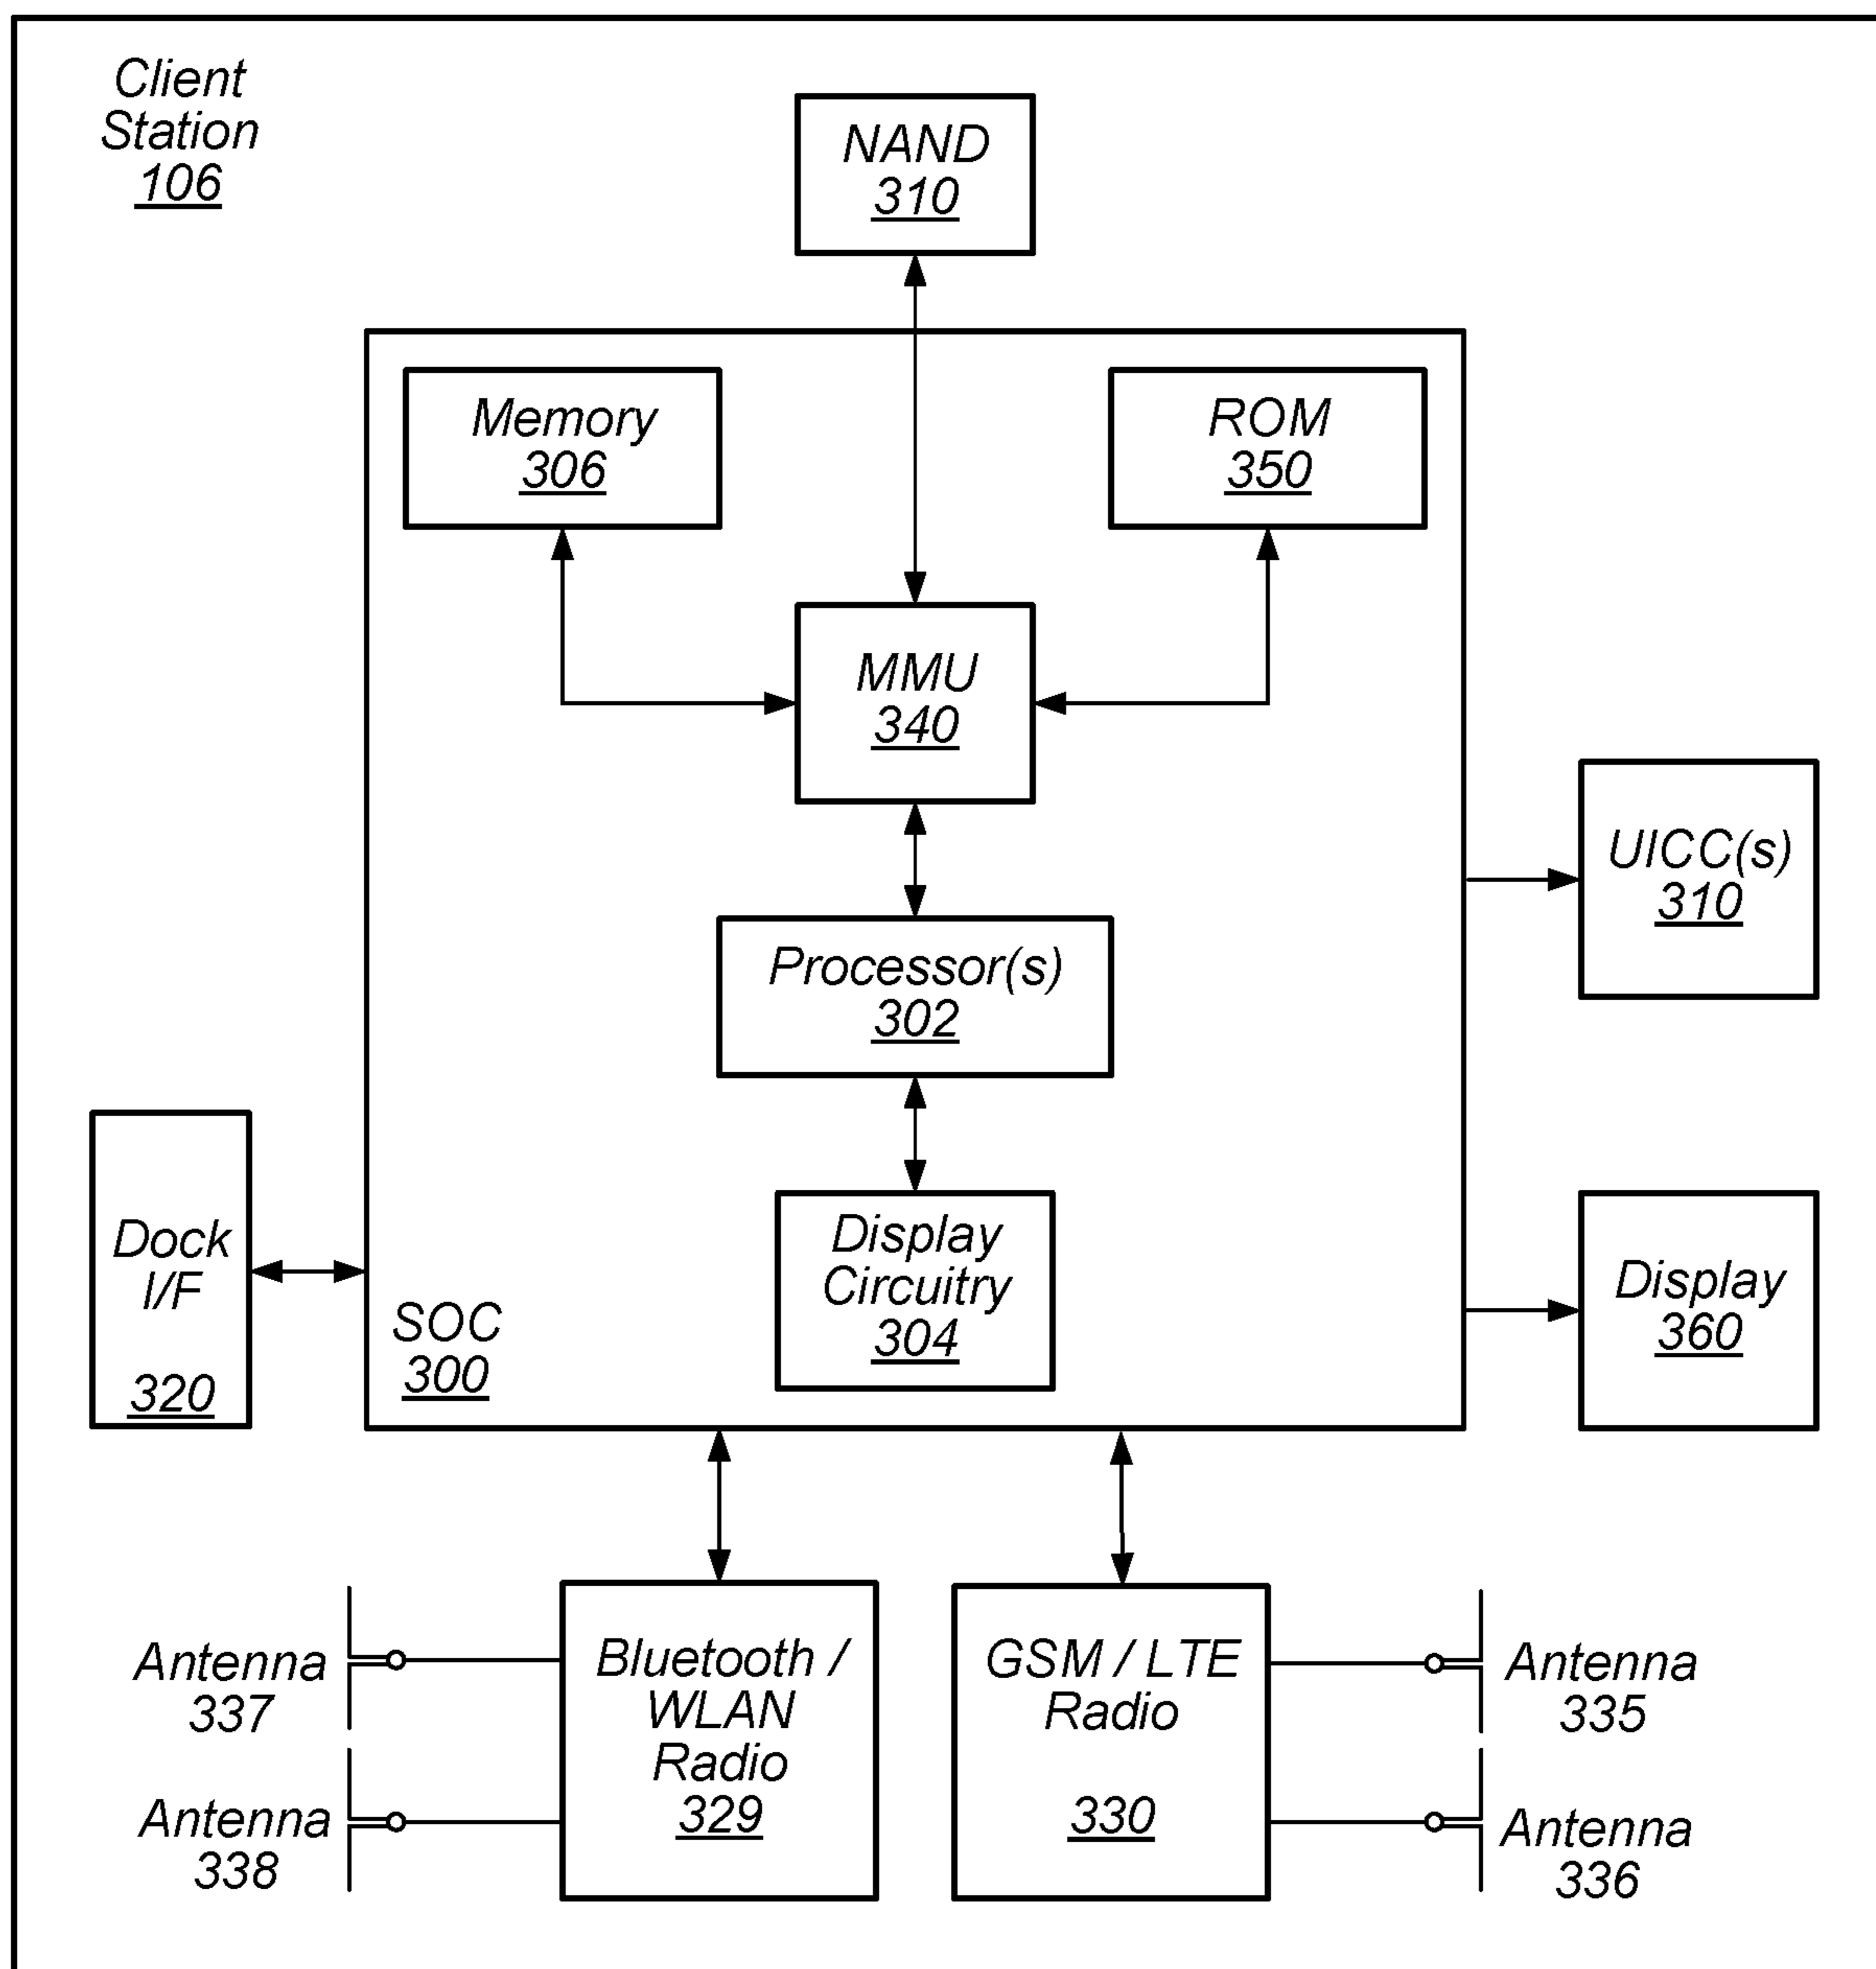 Client
Station
106
NAND
310
Memory
306
ROM
350
MMU
340
UICC(s)
310
Processor(s)
302
Dock
I/F
320
Display
Circuitry
304
SOC
300
Display
360
Antenna
337
Antenna
338
Bluetooth /
WLAN
Radio
329
GSM / LTE
Radio
330
Antenna
335
Antenna
336